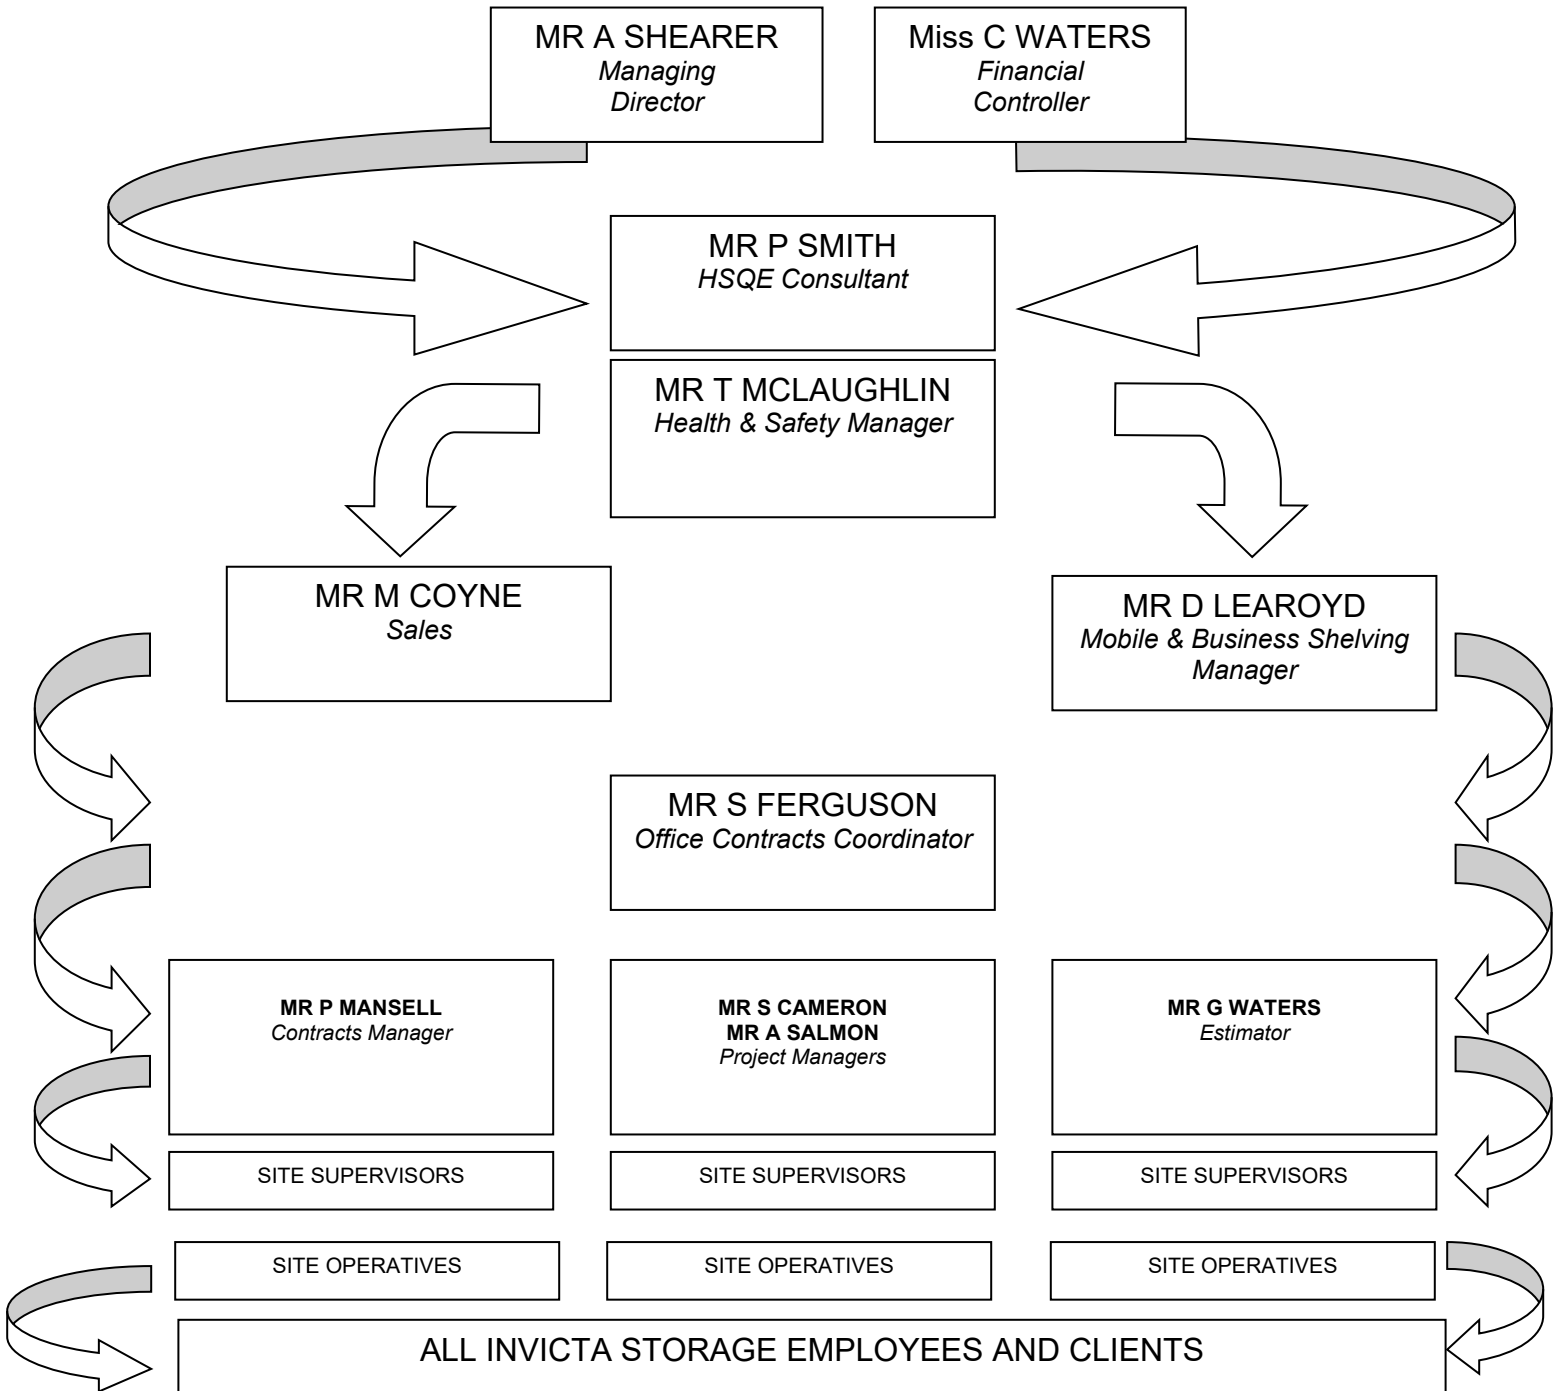 MR A SHEARER
Managing
Director
Miss C WATERS
Financial
Controller
MR P SMITH
HSQE Consultant
MR T MCLAUGHLIN
Health & Safety Manager
MR M COYNE
Sales
MR D LEAROYD
Mobile & Business Shelving
Manager
MR S FERGUSON
Office Contracts Coordinator
MR P MANSELL
Contracts Manager
MR S CAMERON
MR A SALMON
Project Managers
MR G WATERS
Estimator
SITE SUPERVISORS
SITE SUPERVISORS
SITE SUPERVISORS
SITE OPERATIVES
SITE OPERATIVES
SITE OPERATIVES
ALL INVICTA STORAGE EMPLOYEES AND CLIENTS